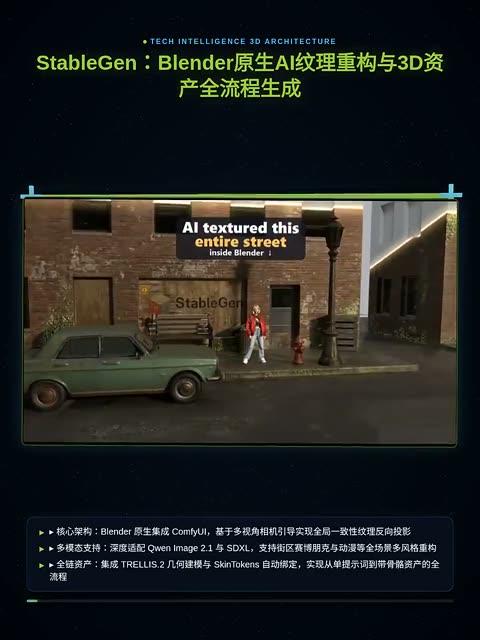 TECH INTELLIGENCE 3D ARCHITECTURE
StableGen：Blender原生AI纹理重构与3D资
产全流程生成
AI textured this
entire street
inside Blender ↓
StableGen
▸ ▸ 核心架构：Blender 原生集成 ComfyUI，基于多视角相机引导实现全局一致性纹理反向投影
▸ ▸ 多模态支持：深度适配 Qwen Image 2.1 与 SDXL，支持街区赛博朋克与动漫等全场景多风格重构
▸ ▸ 全链资产：集成 TRELLIS.2 几何建模与 SkinTokens 自动绑定，实现从单提示词到带骨骼资产的全
流程